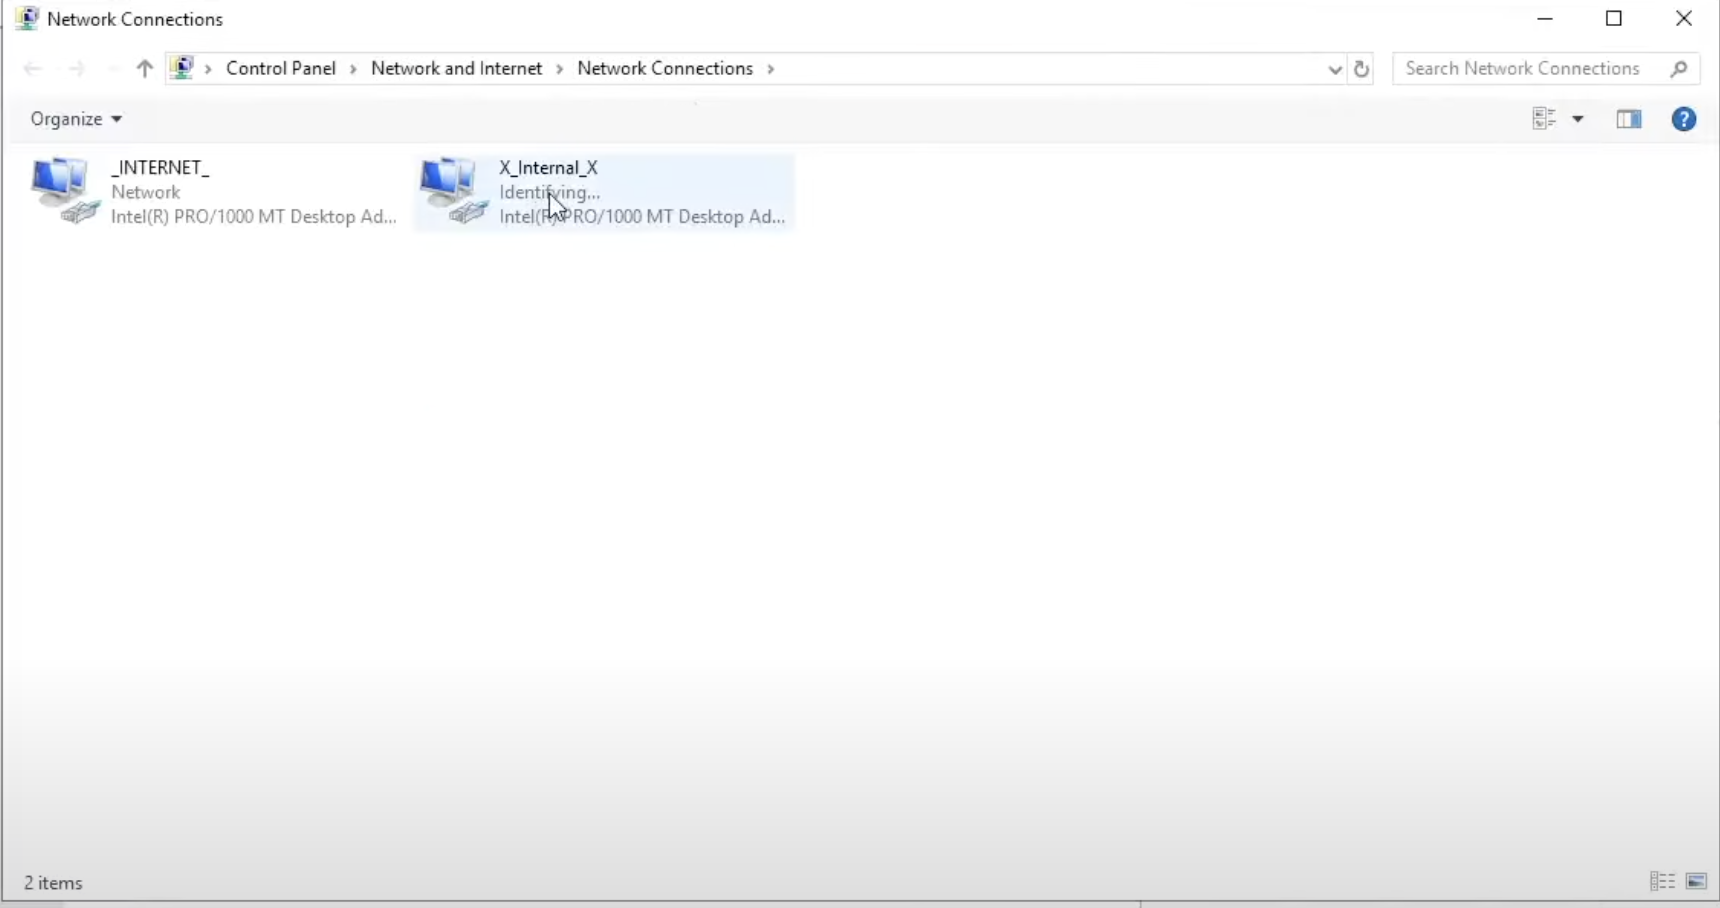 Network Connections
Control Panel > Network and Internet > Network Connections >
Search Network Connections
Organize
_INTERNET_
Network
Intel(R) PRO/1000 MT Desktop Ad...
X_Internal_X
Identifying...
Intel(R) PRO/1000 MT Desktop Ad...
2 items